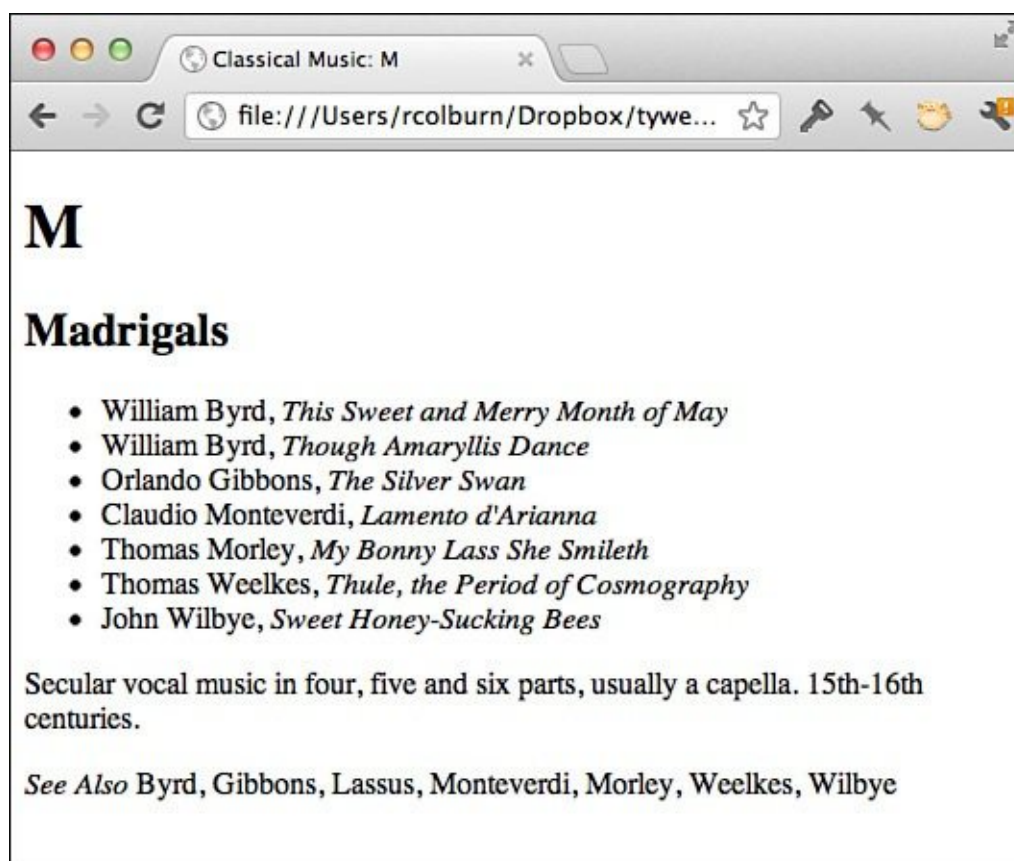 Classical Music: M
file:///Users/rcolburn/Dropbox/tywe...
M
Madrigals
• William Byrd, This Sweet and Merry Month of May
• William Byrd, Though Amaryllis Dance
• Orlando Gibbons, The Silver Swan
• Claudio Monteverdi, Lamento d'Arianna
• Thomas Morley, My Bonny Lass She Smileth
• Thomas Weelkes, Thule, the Period of Cosmography
• John Wilbye, Sweet Honey-Sucking Bees
Secular vocal music in four, five and six parts, usually a capella. 15th-16th
centuries.
See Also Byrd, Gibbons, Lassus, Monteverdi, Morley, Weelkes, Wilbye